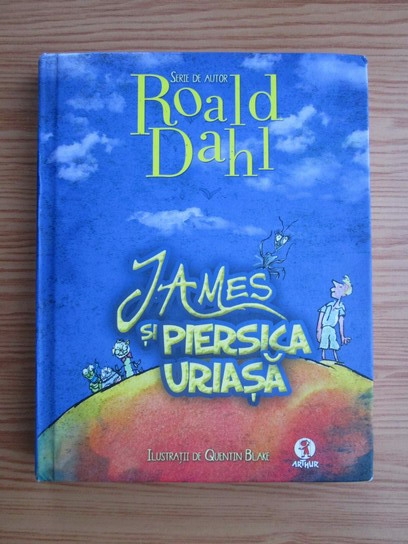 SERIE DE AUTOR
Roald
Dahl
JAMES
ȘI PIERSICA
URIAȘĂ
ILUSTRAȚII DE QUENTIN BLAKE
ARTHUR